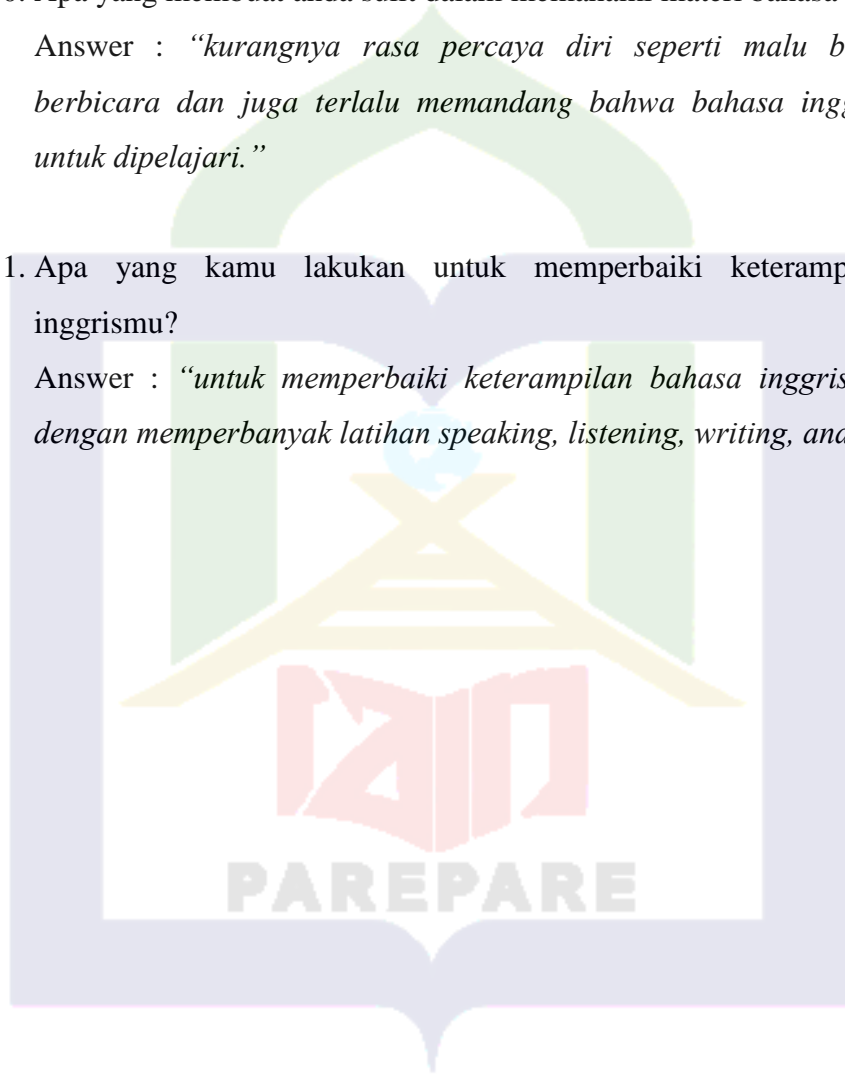 Answer : “kurangnya rasa percaya diri seperti malu
berbicara dan juga terlalu memandang bahwa bahasa
untuk dipelajari.”
1. Apa yang kamu lakukan untuk memperbaiki
inggrismu?
Answer : “untuk memperbaiki keterampilan bahasa inggris
dengan memperbanyak latihan speaking, listening, writing, and
iain
PAREPARE